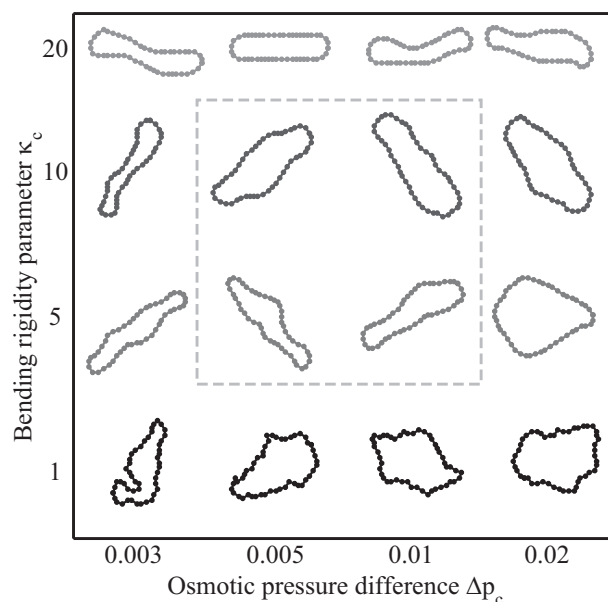 Bending rigidity parameter κc
20
10
5
1
0.003 0.005 0.01 0.02
Osmotic pressure difference Δpc